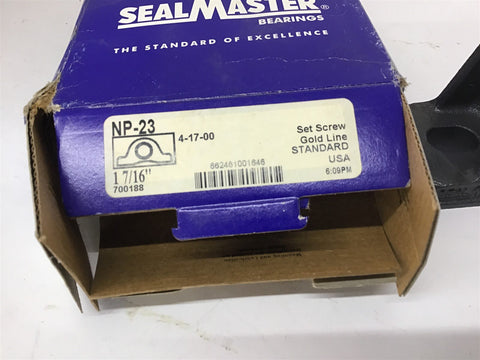 SEALMASTER®
BEARINGS
THE STANDARD OF EXCELLENCE
NP-23
4-17-00
Set Screw
Gold Line
STANDARD
USA
6:09PM
662461001646
1 7/16"
700188